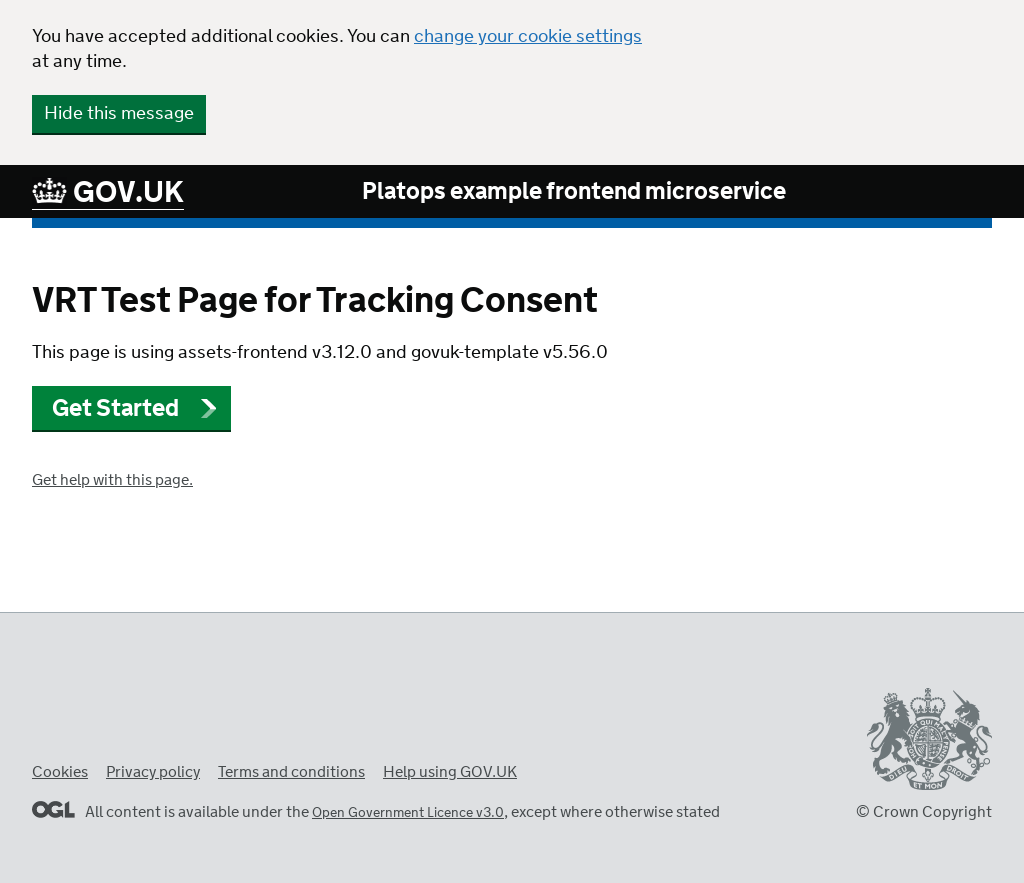 You have accepted additional cookies. You can change your cookie settings
at any time.
Hide this message
GOV.UK
Platops example frontend microservice
VRT Test Page for Tracking Consent
This page is using assets-frontend v3.12.0 and govuk-template v5.56.0
Get Started
Get help with this page.
Cookies Privacy policy Terms and conditions Help using GOV.UK
OGL All content is available under the Open Government Licence v3.0, except where otherwise stated
© Crown Copyright